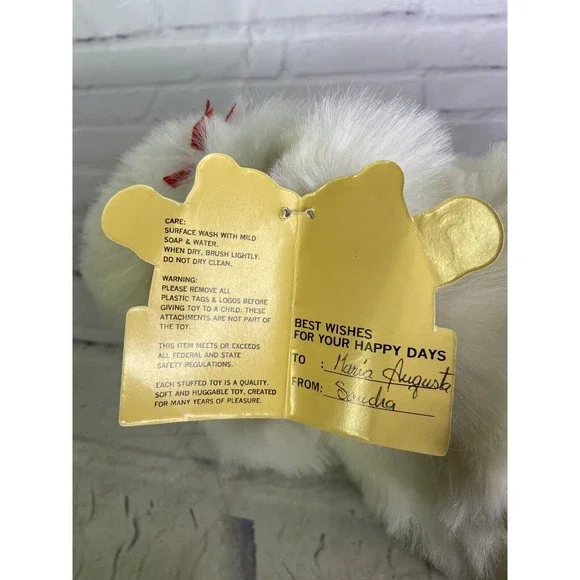 CARE:
SURFACE WASH WITH MILD
SOAP & WATER.
WHEN DRY, BRUSH LIGHTLY.
DO NOT DRY CLEAN.
WARNING:
PLEASE REMOVE ALL
PLASTIC TAGS & LOGOS BEFORE
GIVING TOY TO A CHILD. THESE
ATTACHMENTS ARE NOT PART OF
THE TOY.
THIS ITEM MEETS OR EXCEEDS
ALL FEDERAL AND STATE
SAFETY REGULATIONS.
EACH STUFFED TOY IS A QUALITY,
SOFT AND HUGGABLE TOY, CREATED
FOR MANY YEARS OF PLEASURE.
BEST WISHES
FOR YOUR HAPPY DAYS
TO : Maria Augusta
FROM: Sandra